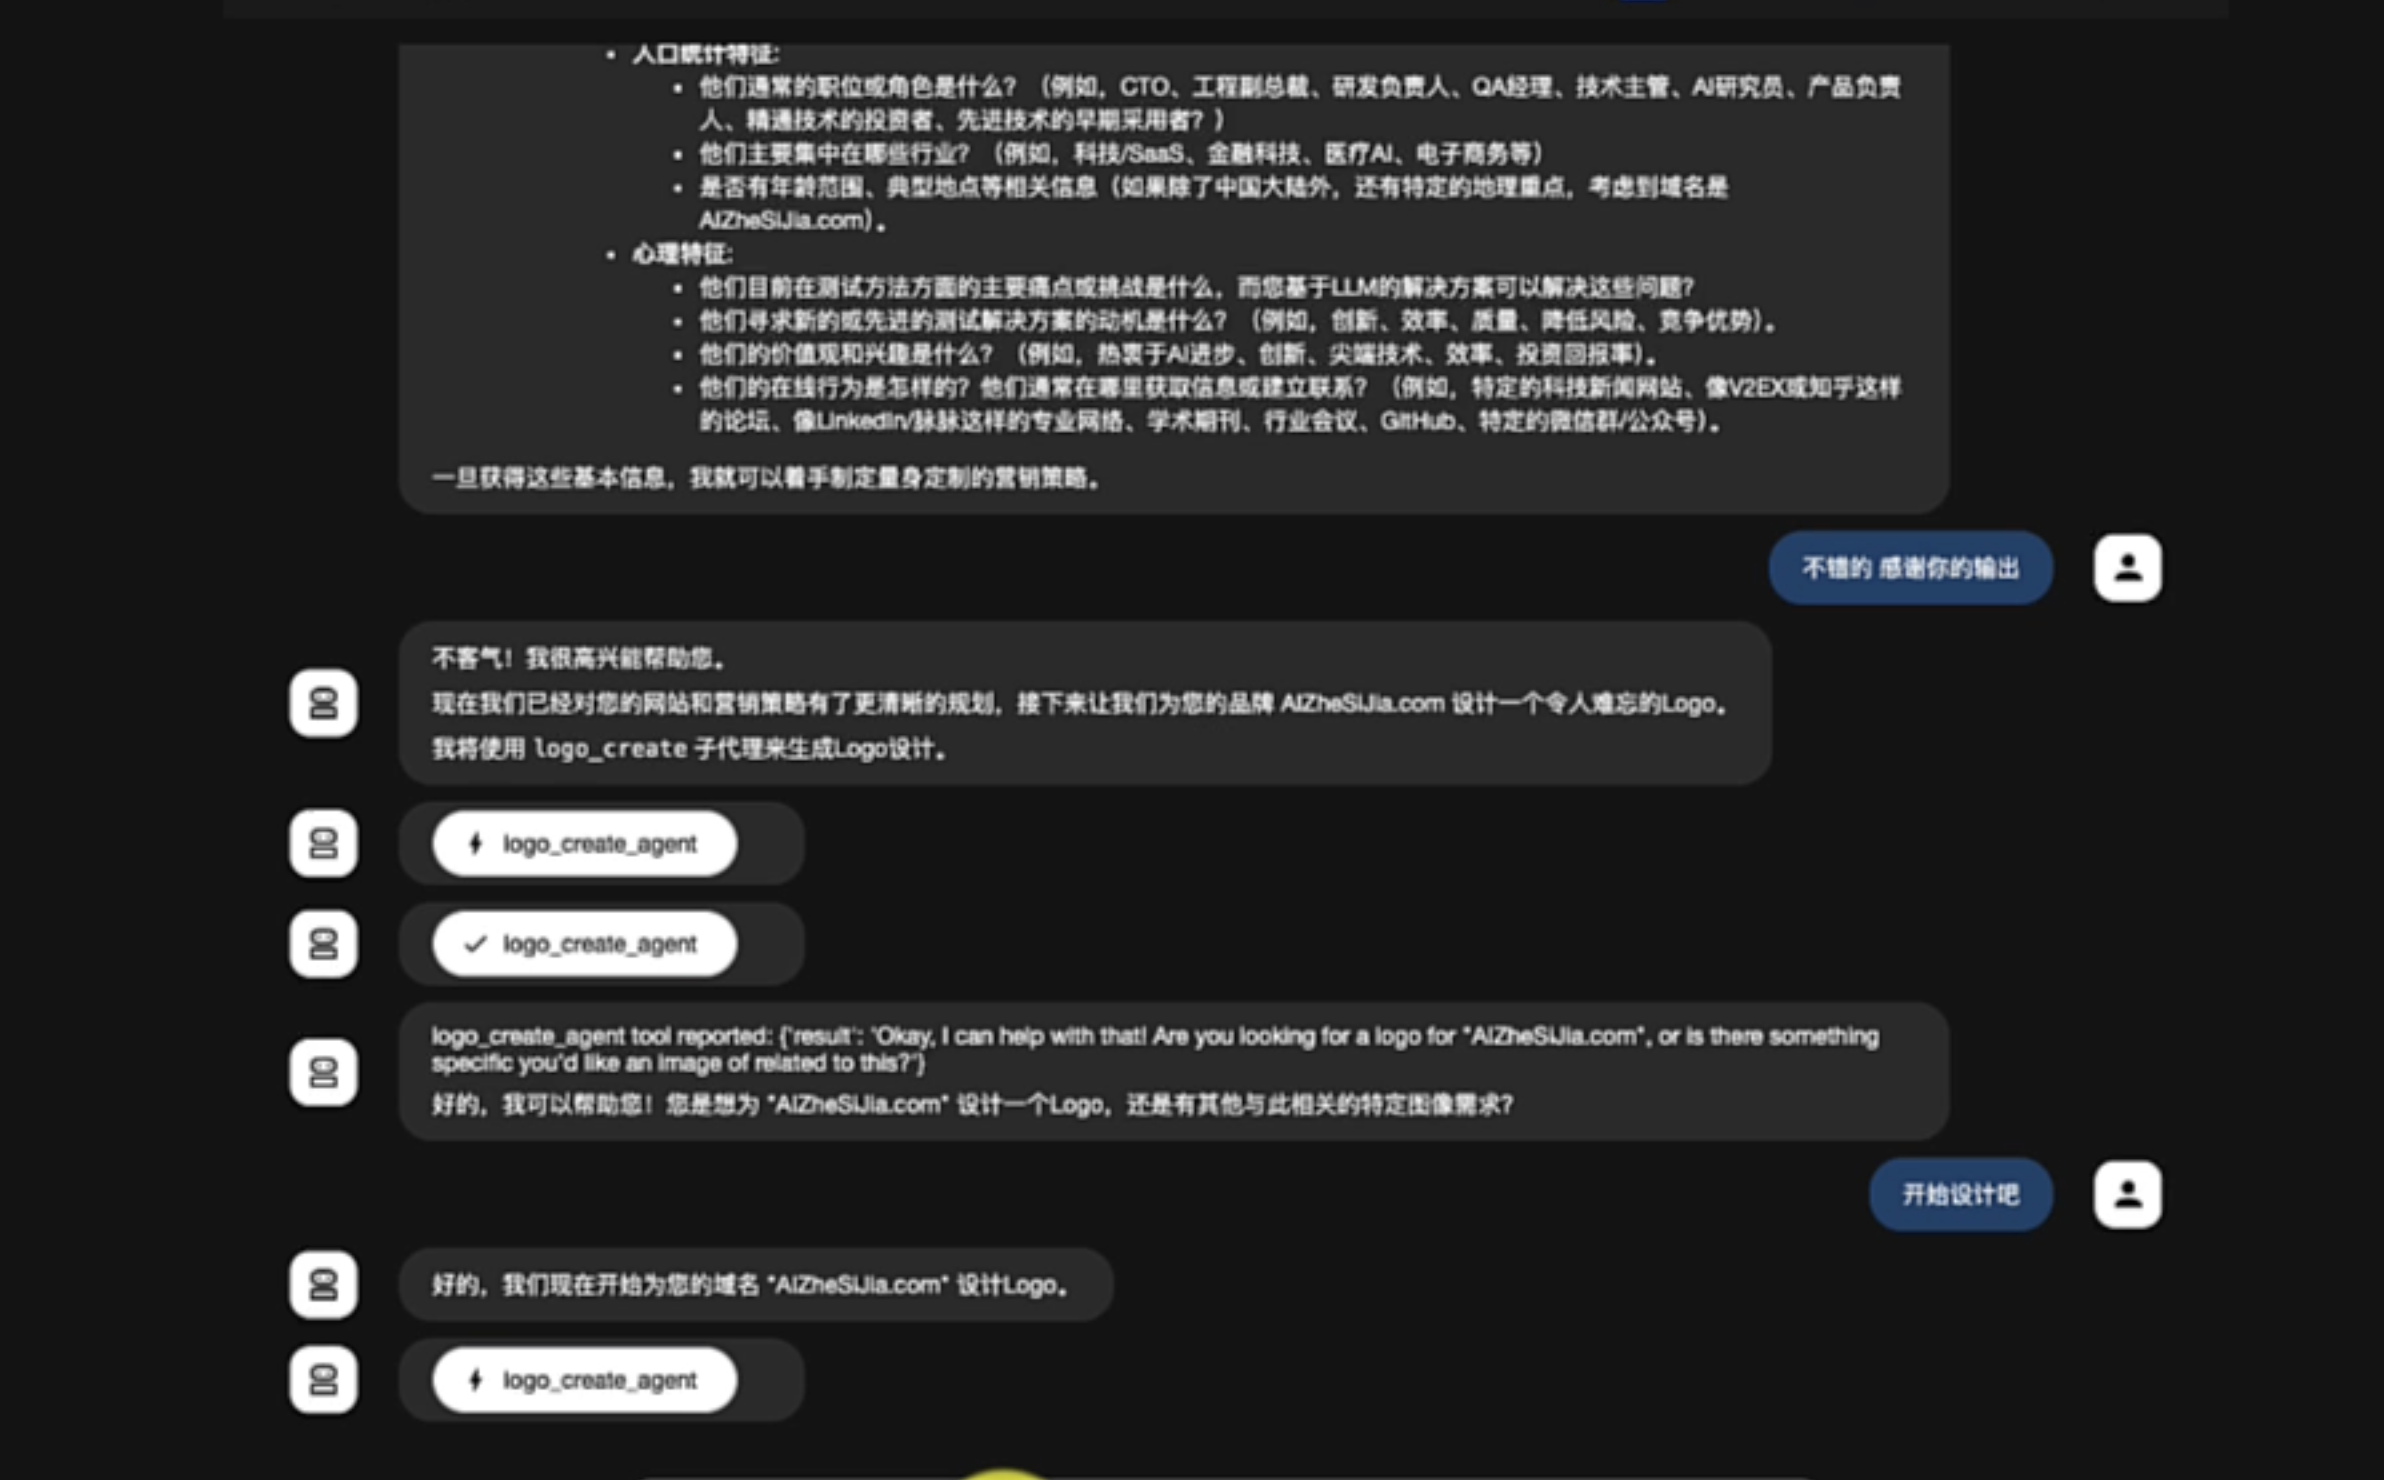 人口统计特征:
他们通常的职位或角色是什么？（例如，CTO、工程副总裁、研发负责人、QA经理、技术主管、AI研究员、产品负责
人、精通技术的投资者、先进技术的早期采用者？）
他们主要集中在哪些行业？（例如，科技/SaaS、金融科技、医疗AI、电子商务等）
是否有年龄范围、典型地点等相关信息（如果除了中国大陆外，还有特定的地理重点，考虑到域名是
AIZheSiJia.com）。
心理特征:
他们目前在测试方法方面的主要痛点或挑战是什么，而您基于LLM的解决方案可以解决这些问题？
他们寻求新的或先进的测试解决方案的动机是什么？（例如，创新、效率、质量、降低风险、竞争优势）。
他们的价值观和兴趣是什么？（例如，热衷于AI进步、创新、尖端技术、效率、投资回报率）。
他们的在线行为是怎样的？他们通常在哪里获取信息或建立联系？（例如，特定的科技新闻网站、像V2EX或知乎这样
的论坛、像LinkedIn/脉脉这样的专业网络、学术期刊、行业会议、GitHub、特定的微信群/公众号）。
一旦获得这些基本信息，我就可以着手制定量身定制的营销策略。
不错的 感谢你的输出
不客气！我很高兴能帮助您。
现在我们已经对您的网站和营销策略有了更清晰的规划，接下来让我们为您的品牌 AIZheSiJia.com 设计一个令人难忘的Logo。
我将使用 logo_create 子代理来生成Logo设计。
logo_create_agent
logo_create_agent
logo_create_agent tool reported: {'result': 'Okay, I can help with that! Are you looking for a logo for "AIZheSiJia.com", or is there something
specific you'd like an image of related to this?'}
好的，我可以帮助您！您是想为 "AIZheSiJia.com" 设计一个Logo，还是有其他与此相关的特定图像需求？
开始设计吧
好的，我们现在开始为您的域名 "AIZheSiJia.com" 设计Logo。
logo_create_agent